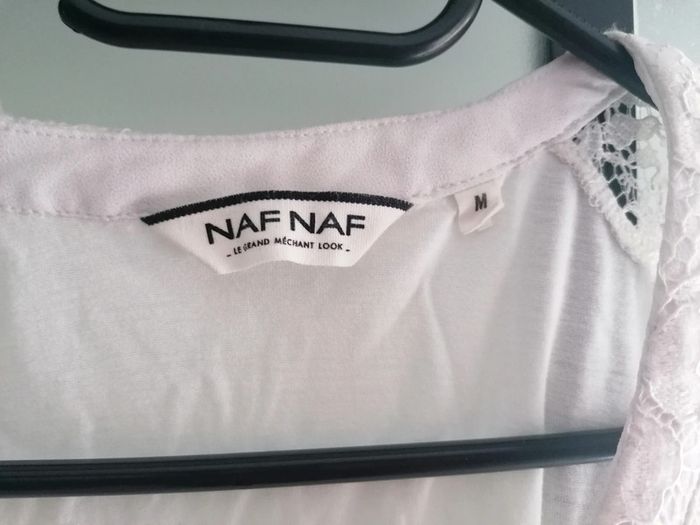 NAF NAF
- LE GRAND MÉCHANT LOOK -
M